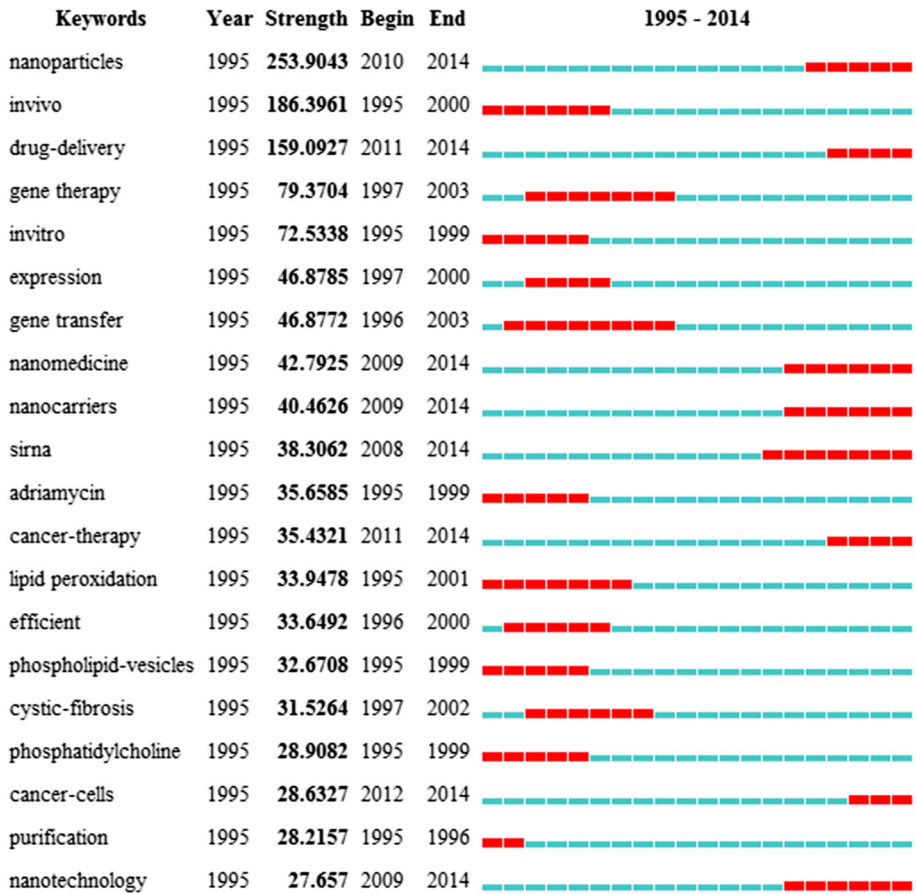 Keywords Year Strength Begin End 1995 - 2014
nanoparticles 1995 253.9043 2010 2014
invivo 1995 186.3961 1995 2000
drug-delivery 1995 159.0927 2011 2014
gene therapy 1995 79.3704 1997 2003
invitro 1995 72.5338 1995 1999
expression 1995 46.8785 1997 2000
gene transfer 1995 46.8772 1996 2003
nanomedicine 1995 42.7925 2009 2014
nanocarriers 1995 40.4626 2009 2014
sirna 1995 38.3062 2008 2014
adriamycin 1995 35.6585 1995 1999
cancer-therapy 1995 35.4321 2011 2014
lipid peroxidation 1995 33.9478 1995 2001
efficient 1995 33.6492 1996 2000
phospholipid-vesicles 1995 32.6708 1995 1999
cystic-fibrosis 1995 31.5264 1997 2002
phosphatidylcholine 1995 28.9082 1995 1999
cancer-cells 1995 28.6327 2012 2014
purification 1995 28.2157 1995 1996
nanotechnology 1995 27.657 2009 2014